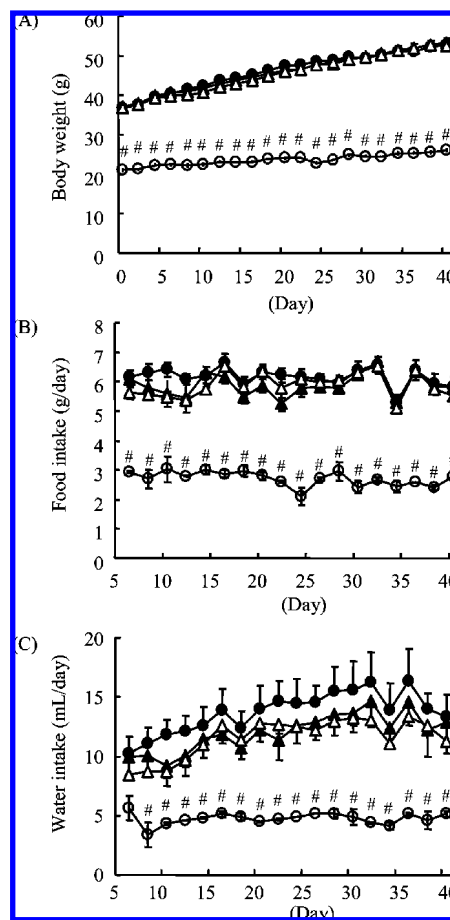 (A)
60
50
40
30
20
10
0
Body weight (g)
# # # # # # # # # # # # # # # # # # # # #
0 5 10 15 20 25 30 35 40
(Day)
(B)
8
7
6
5
4
3
2
1
0
Food intake (g/day)
# # # # # # # # # # # # # # # # #
5 10 15 20 25 30 35 40
(Day)
(C)
20
15
10
5
0
Water intake (mL/day)
# # # # # # # # # # # # # # # # #
5 10 15 20 25 30 35 40
(Day)